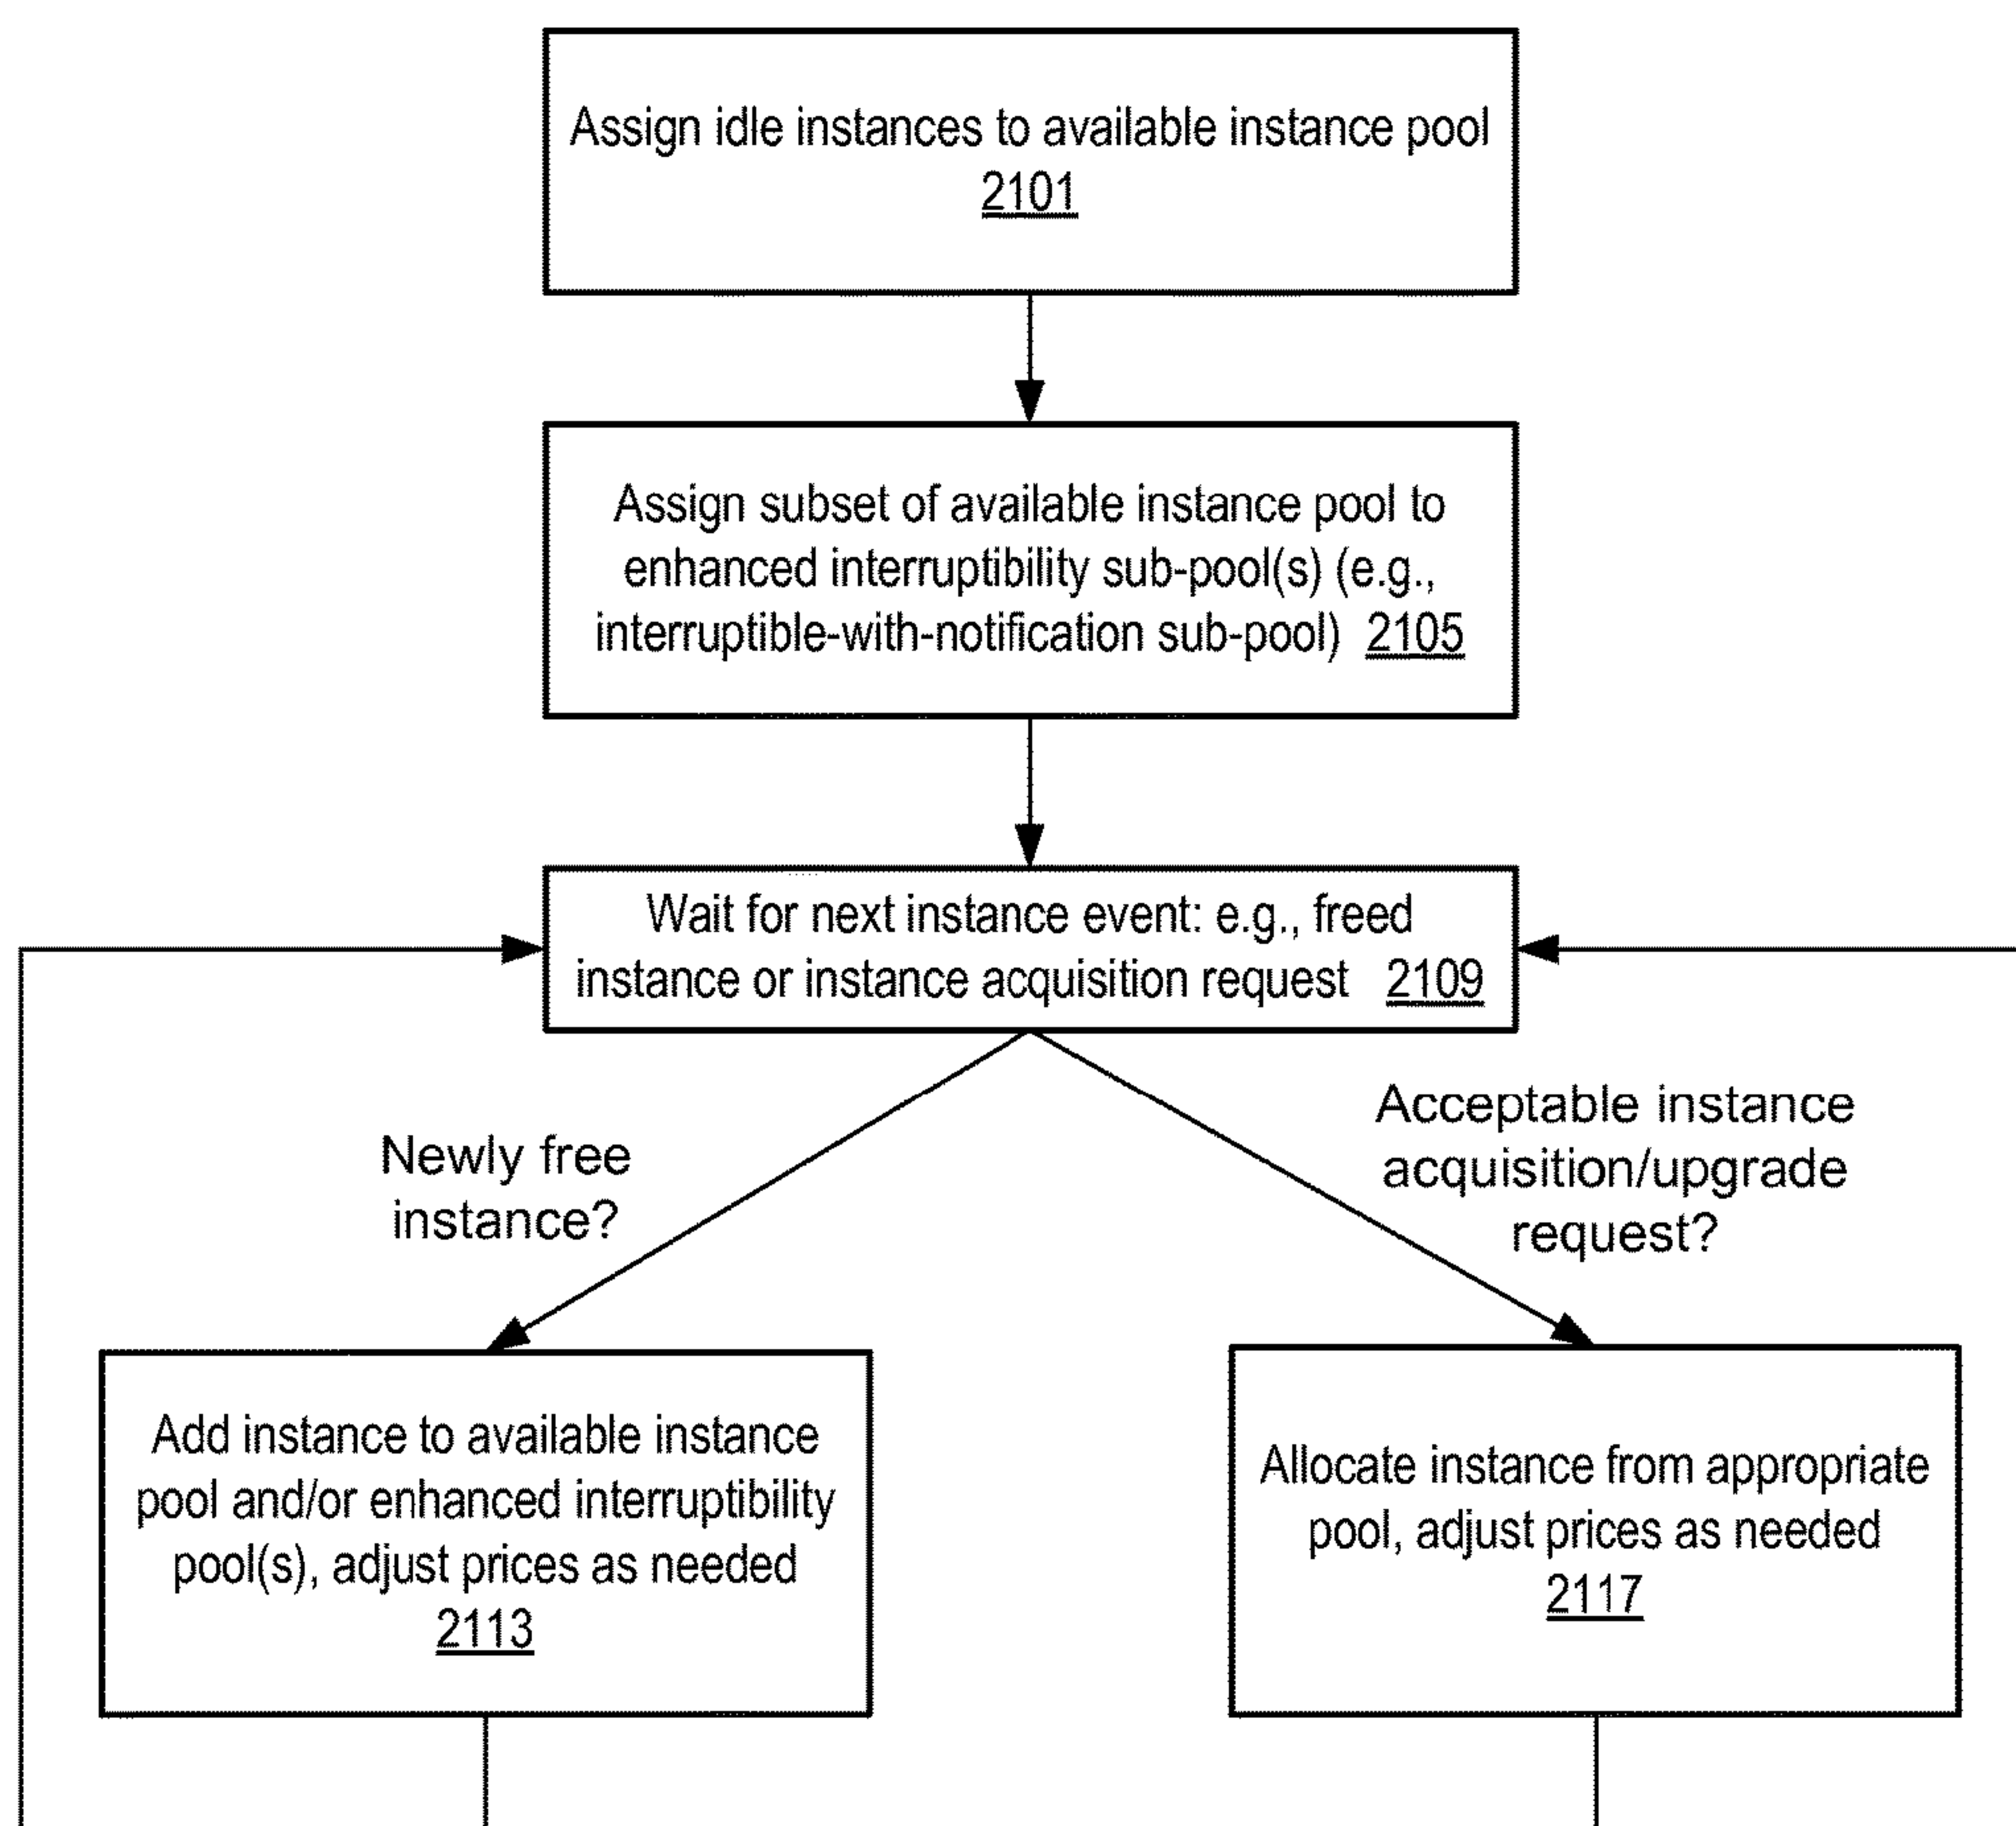 Assign idle instances to available instance pool
2101
Assign subset of available instance pool to
enhanced interruptibility sub-pool(s) (e.g.,
interruptible-with-notification sub-pool) 2105
Wait for next instance event: e.g., freed
instance or instance acquisition request 2109
Newly free
instance?
Acceptable instance
acquisition/upgrade
request?
Add instance to available instance
pool and/or enhanced interruptibility
pool(s), adjust prices as needed
2113
Allocate instance from appropriate
pool, adjust prices as needed
2117